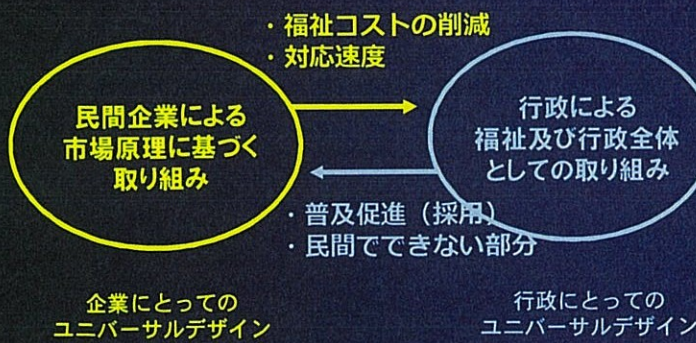 ・福祉コストの削減
・対応速度
民間企業による
市場原理に基づく
取り組み
行政による
福祉及び行政全体
としての取り組み
・普及促進（採用）
・民間でできない部分
企業にとっての
ユニバーサルデザイン
行政にとっての
ユニバーサルデザイン